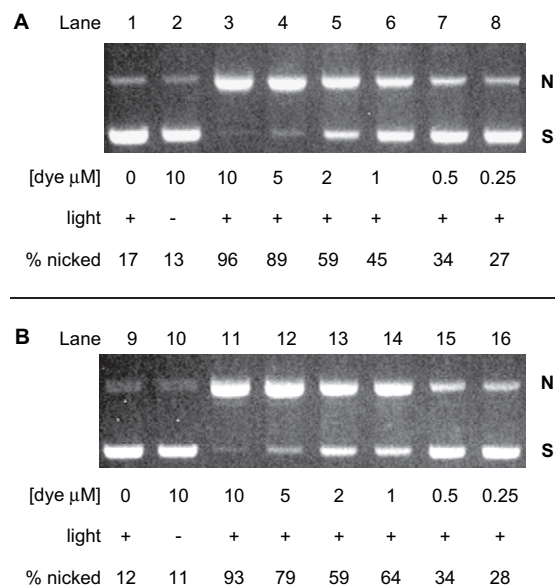 A Lane 1 2 3 4 5 6 7 8
N
S
[dye μM] 0 10 10 5 2 1 0.5 0.25
light + - + + + + + +
% nicked 17 13 96 89 59 45 34 27
B Lane 9 10 11 12 13 14 15 16
N
S
[dye μM] 0 10 10 5 2 1 0.5 0.25
light + - + + + + + +
% nicked 12 11 93 79 59 64 34 28